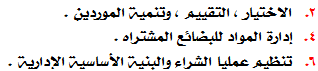 ٢. الاختيار ، التقييم ، وتنمية الموردين .
٤. إدارة المواد للبضائع المشتراه .
٦. تنظيم عمليا الشراء والبنية الأساسية الإدارية .